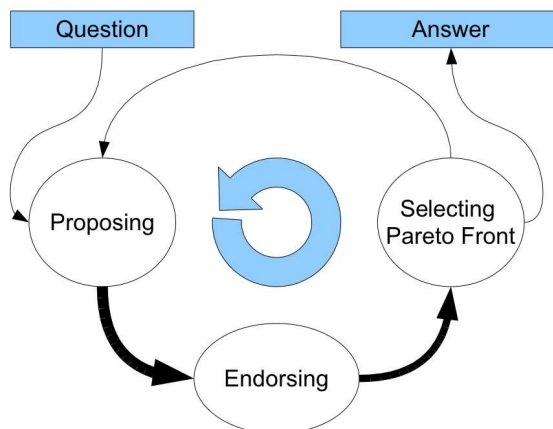 Question
Answer
Proposing
Selecting
Pareto Front
Endorsing